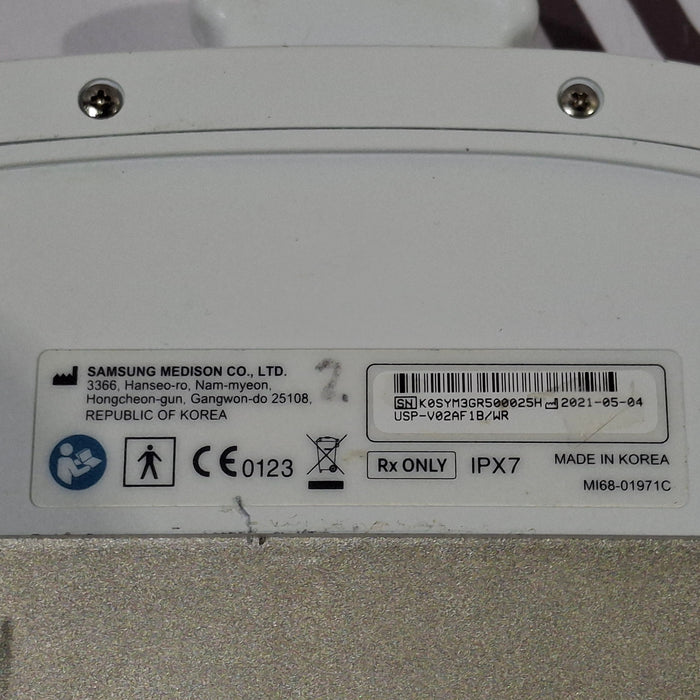 SAMSUNG MEDISON CO., LTD.
3366, Hanseo-ro, Nam-myeon,
Hongcheon-gun, Gangwon-do 25108,
REPUBLIC OF KOREA
2.
SN K0SYM3GR500025H 2021-05-04
USP-V02AF1B/WR
CE 0123
Rx ONLY
IPX7
MADE IN KOREA
MI68-01971C